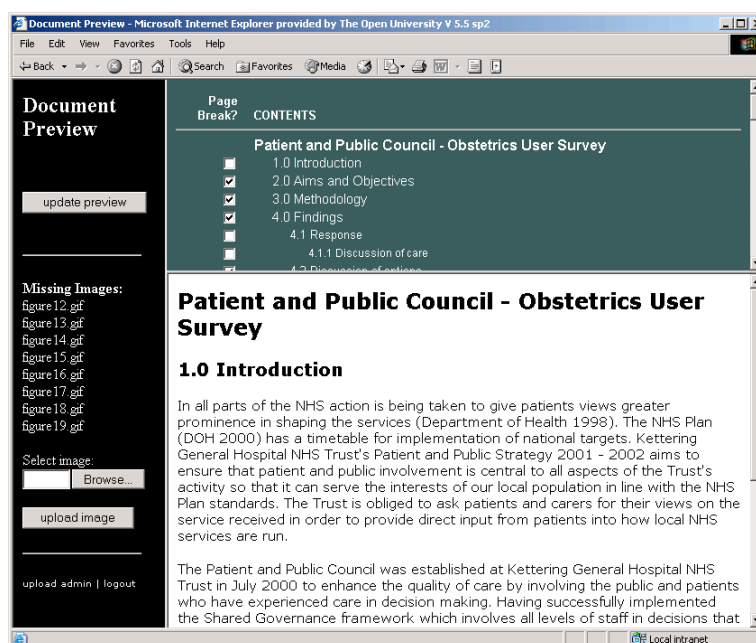 Document Preview - Microsoft Internet Explorer provided by The Open University V 5.5 sp2
File Edit View Favorites Tools Help
Back Search Favorites Media
Document
Preview
update preview
Missing Images:
figure12.gif
figure13.gif
figure14.gif
figure15.gif
figure16.gif
figure17.gif
figure18.gif
figure19.gif
Select image:
Browse...
upload image
upload admin | logout
Page
Break? CONTENTS
Patient and Public Council - Obstetrics User Survey
1.0 Introduction
2.0 Aims and Objectives
3.0 Methodology
4.0 Findings
4.1 Response
4.1.1 Discussion of care
4.2 Discussion of options
Patient and Public Council - Obstetrics User
Survey
1.0 Introduction
In all parts of the NHS action is being taken to give patients views greater
prominence in shaping the services (Department of Health 1998). The NHS Plan
(DOH 2000) has a timetable for implementation of national targets. Kettering
General Hospital NHS Trust's Patient and Public Strategy 2001 - 2002 aims to
ensure that patient and public involvement is central to all aspects of the Trust's
activity so that it can serve the interests of our local population in line with the NHS
Plan standards. The Trust is obliged to ask patients and carers for their views on the
service received in order to provide direct input from patients into how local NHS
services are run.
The Patient and Public Council was established at Kettering General Hospital NHS
Trust in July 2000 to enhance the quality of care by involving the public and patients
who have experienced care in decision making. Having successfully implemented
the Shared Governance framework which involves all levels of staff in decisions that
Local intranet